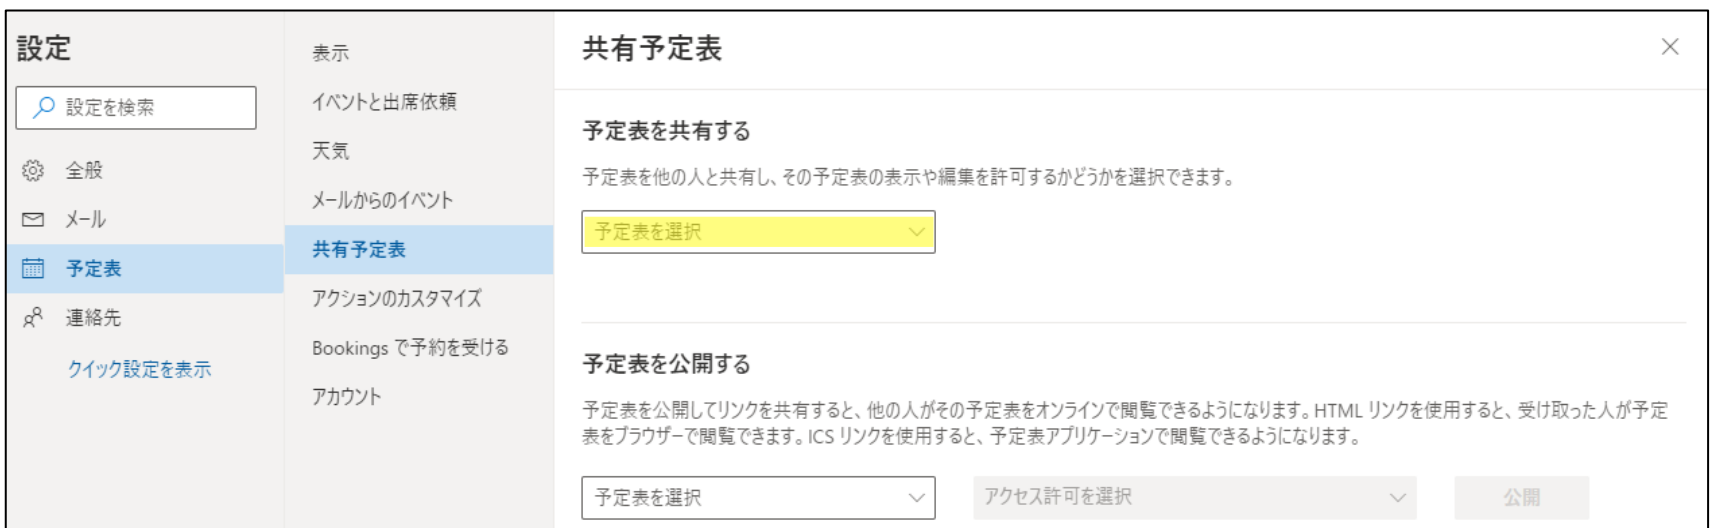 設定
設定を検索
全般
メール
予定表
連絡先
クイック設定を表示
表示
イベントと出席依頼
天気
メールからのイベント
共有予定表
アクションのカスタマイズ
Bookings で予約を受ける
アカウント
共有予定表
予定表を共有する
予定表を他の人と共有し、その予定表の表示や編集を許可するかどうかを選択できます。
予定表を選択
予定表を公開する
予定表を公開してリンクを共有すると、他の人がその予定表をオンラインで閲覧できるようになります。HTML リンクを使用すると、受け取った人が予定
表をブラウザーで閲覧できます。ICS リンクを使用すると、予定表アプリケーションで閲覧できるようになります。
予定表を選択
アクセス許可を選択
公開